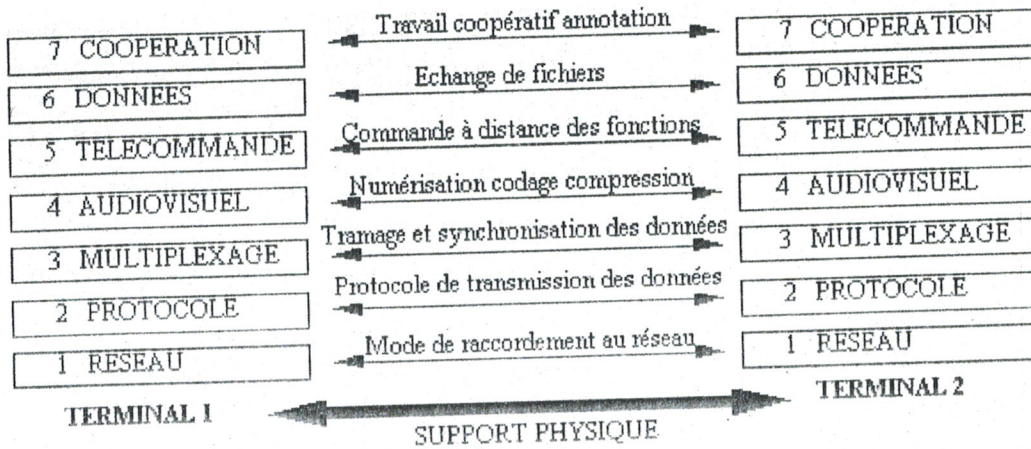 7 COOPERATION Travail coopératif annotation 7 COOPERATION
6 DONNEES Echange de fichiers 6 DONNEES
5 TELECOMMANDE Commande à distance des fonctions 5 TELECOMMANDE
4 AUDIOVISUEL Numérisation codage compression 4 AUDIOVISUEL
3 MULTIPLEXAGE Tramage et synchronisation des données 3 MULTIPLEXAGE
2 PROTOCOLE Protocole de transmission des données 2 PROTOCOLE
1 RESEAU Mode de raccordement au réseau 1 RESEAU
TERMINAL 1 TERMINAL 2
SUPPORT PHYSIQUE